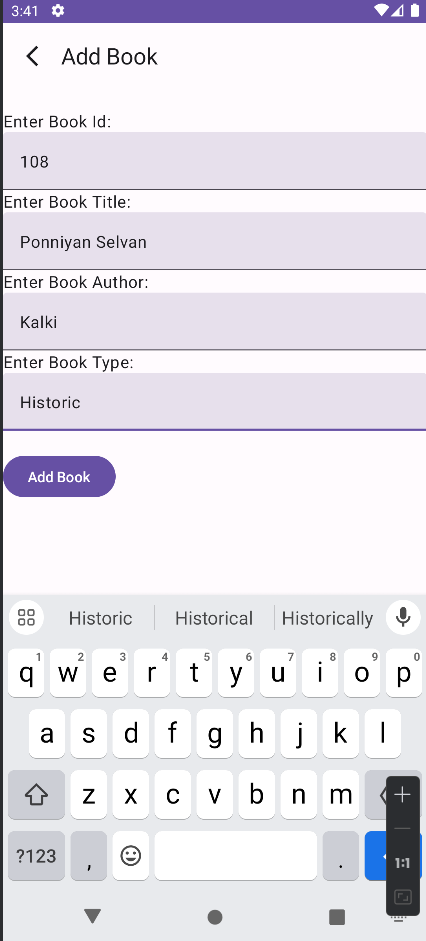 3:41
Add Book
Enter Book Id:
108
Enter Book Title:
Ponniyan Selvan
Enter Book Author:
Kalki
Enter Book Type:
Historic
Add Book
Historic Historical Historically
q1 w2 e3 r4 t5 y6 u7 i8 o9 p0
a s d f g h j k l
z x c v b n m
?123 , .
1:1